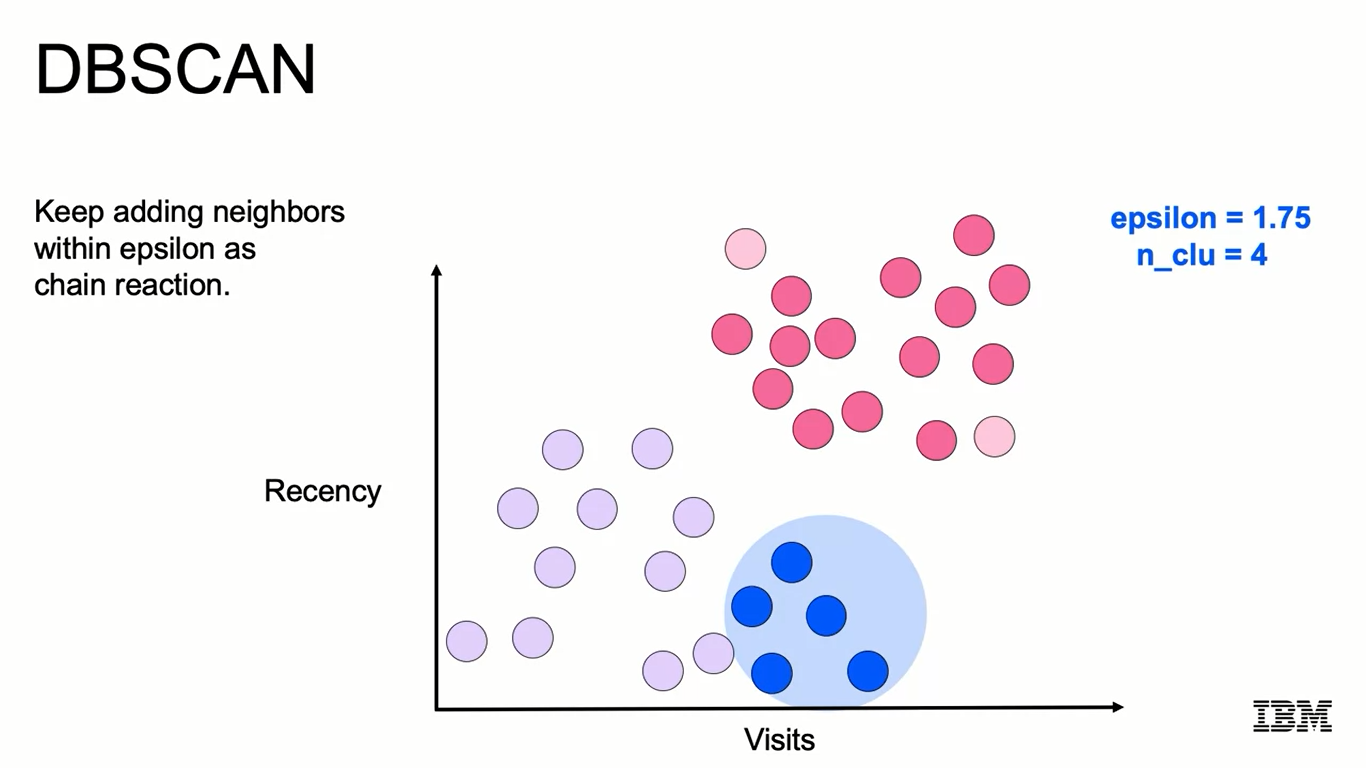 DBSCAN
Keep adding neighbors
within epsilon as
chain reaction.
epsilon = 1.75
n_clu = 4
Recency
Visits
IBM